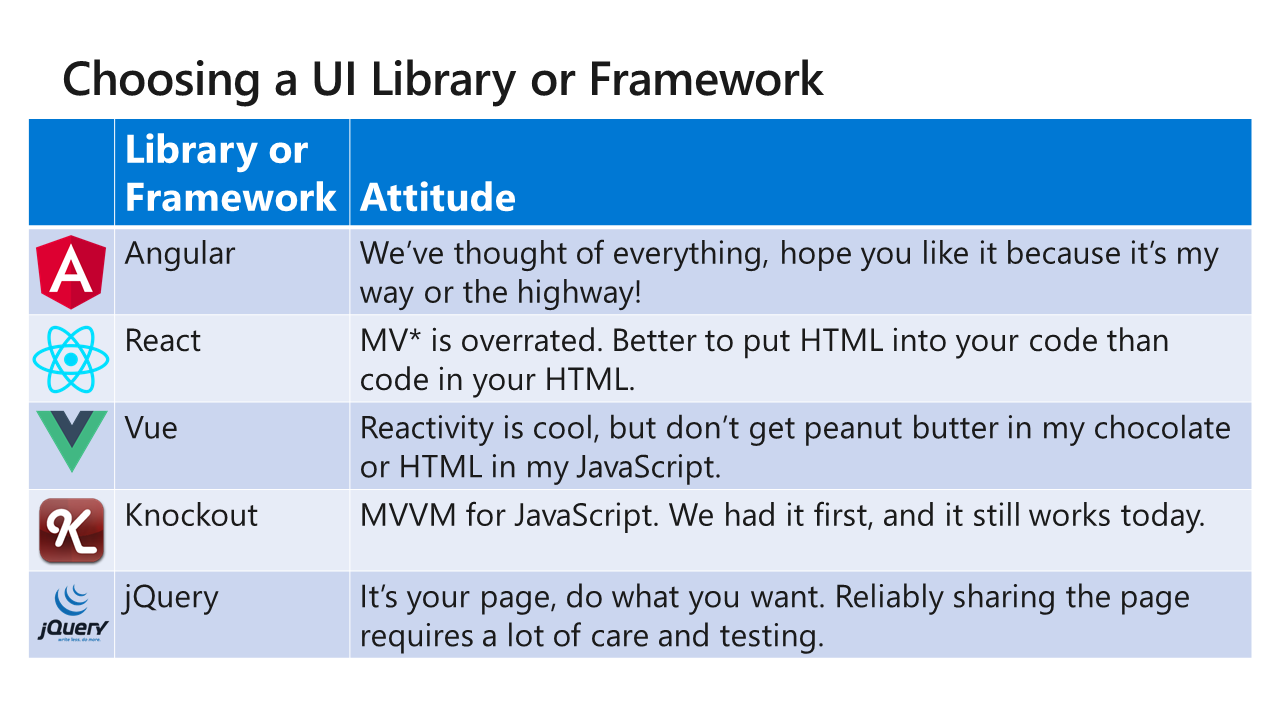 Choosing a UI Library or Framework
Library or
Framework
Attitude
A
Angular
We’ve thought of everything, hope you like it because it’s my
way or the highway!
React
MV* is overrated. Better to put HTML into your code than
code in your HTML.
Vue
Reactivity is cool, but don’t get peanut butter in my chocolate
or HTML in my JavaScript.
K
Knockout
MVVM for JavaScript. We had it first, and it still works today.
jQuery
write less, do more.
jQuery
It’s your page, do what you want. Reliably sharing the page
requires a lot of care and testing.